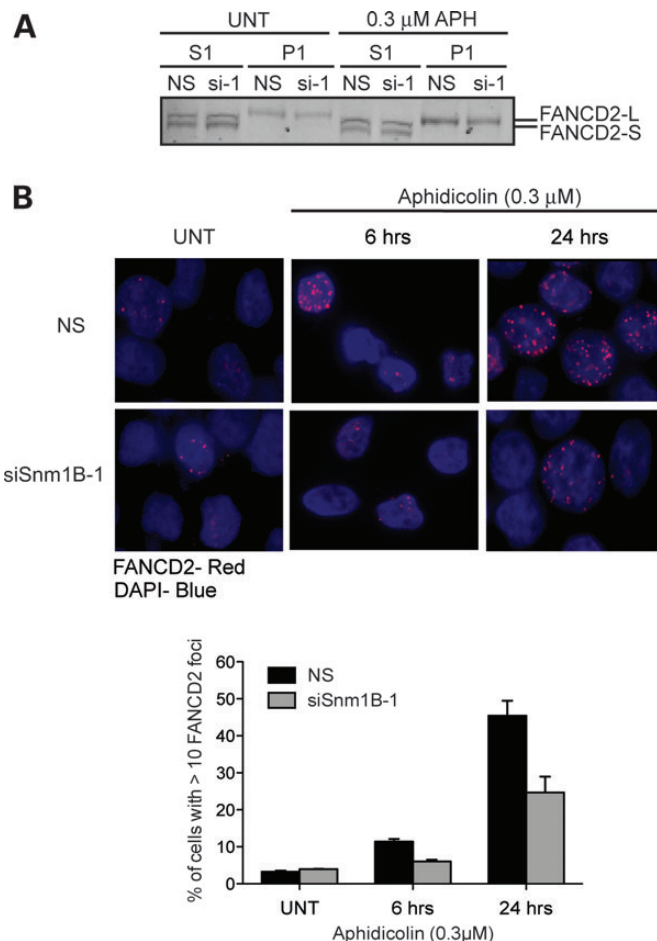 A
UNT 0.3 μM APH
S1 P1 S1 P1
NS si-1 NS si-1 NS si-1 NS si-1
FANCD2-L
FANCD2-S
B
Aphidicolin (0.3 μM)
UNT 6 hrs 24 hrs
NS
siSnm1B-1
FANCD2- Red
DAPI- Blue
% of cells with > 10 FANCD2 foci
60
50
40
30
20
10
0
NS
siSnm1B-1
UNT 6 hrs 24 hrs
Aphidicolin (0.3μM)